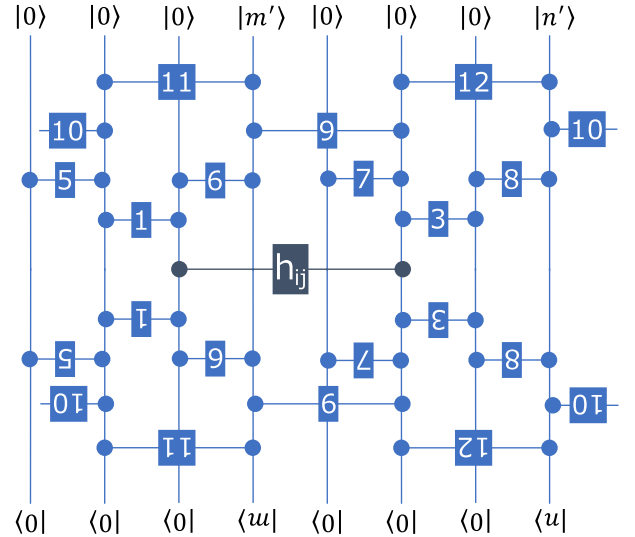 |0⟩ |0⟩ |0⟩ |m′⟩ |0⟩ |0⟩ |0⟩ |n′⟩
11 12
10 9 10
5 6 7 8
1 3
hij
1 3
5 6 7 8
10 9 10
11 12
⟨0| ⟨0| ⟨0| ⟨ɯ| ⟨0| ⟨0| ⟨0| ⟨u|